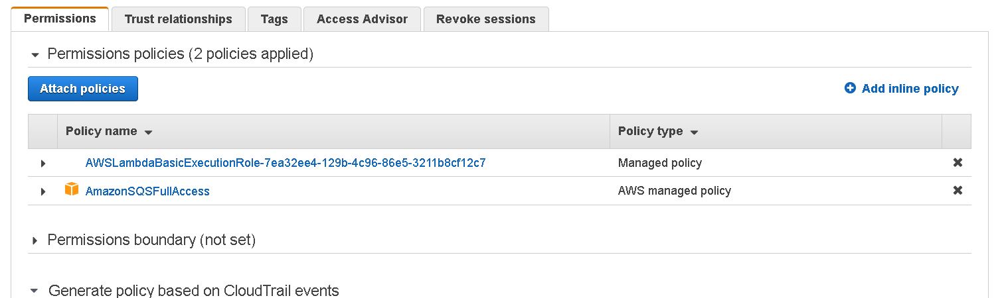 Permissions Trust relationships Tags Access Advisor Revoke sessions
Permissions policies (2 policies applied)
Attach policies Add inline policy
Policy name Policy type
AWSLambdaBasicExecutionRole-7ea32ee4-129b-4c96-86e5-3211b8cf12c7 Managed policy
AmazonSQSFullAccess AWS managed policy
Permissions boundary (not set)
Generate policy based on CloudTrail events